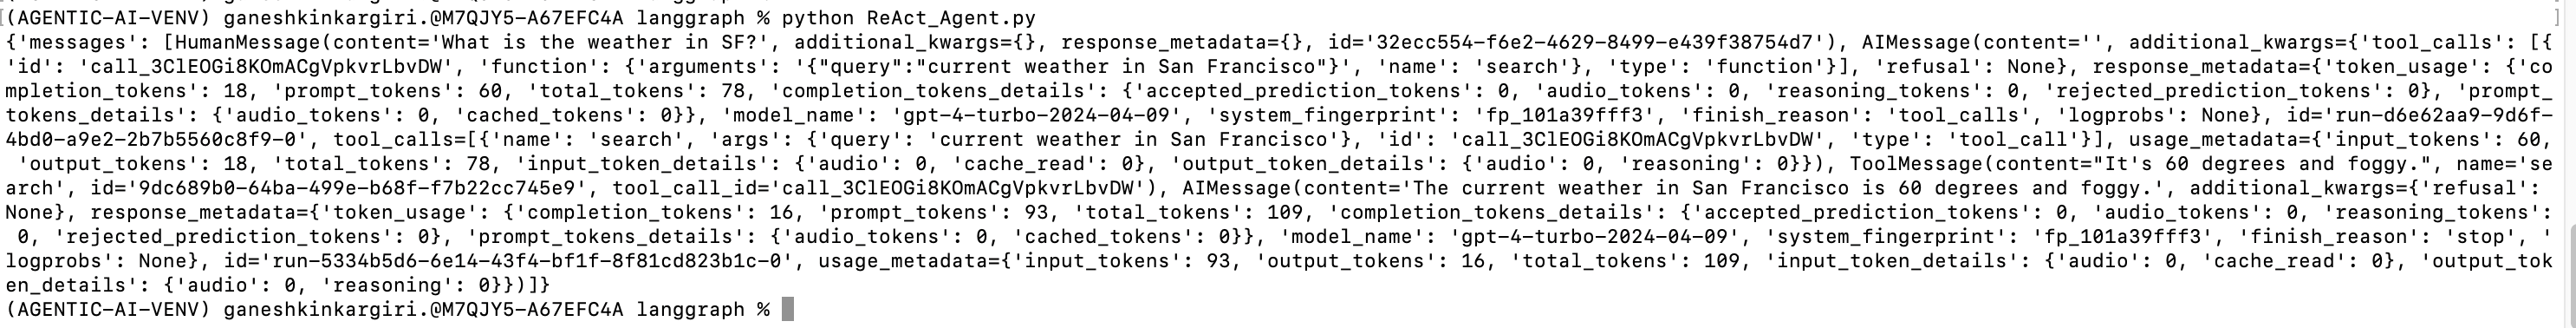 (AGENTIC-AI-VENV) ganeshkinkargiri.@M7QJY5-A67EFC4A langgraph % python ReAct_Agent.py
{'messages': [HumanMessage(content='What is the weather in SF?', additional_kwargs={}, response_metadata={}, id='32ecc554-f6e2-4629-8499-e439f38754d7'), AIMessage(content='', additional_kwargs={'tool_calls': [{
'id': 'call_3ClEOGi8KOmACgVpkvrLbvDW', 'function': {'arguments': '{"query":"current weather in San Francisco"}', 'name': 'search'}, 'type': 'function'}], 'refusal': None}, response_metadata={'token_usage': {'co
mpletion_tokens': 18, 'prompt_tokens': 60, 'total_tokens': 78, 'completion_tokens_details': {'accepted_prediction_tokens': 0, 'audio_tokens': 0, 'reasoning_tokens': 0, 'rejected_prediction_tokens': 0}, 'prompt_
tokens_details': {'audio_tokens': 0, 'cached_tokens': 0}}, 'model_name': 'gpt-4-turbo-2024-04-09', 'system_fingerprint': 'fp_101a39fff3', 'finish_reason': 'tool_calls', 'logprobs': None}, id='run-d6e62aa9-9d6f-
4bd0-a9e2-2b7b5560c8f9-0', tool_calls=[{'name': 'search', 'args': {'query': 'current weather in San Francisco'}, 'id': 'call_3ClEOGi8KOmACgVpkvrLbvDW', 'type': 'tool_call'}], usage_metadata={'input_tokens': 60,
 'output_tokens': 18, 'total_tokens': 78, 'input_token_details': {'audio': 0, 'cache_read': 0}, 'output_token_details': {'audio': 0, 'reasoning': 0}}), ToolMessage(content="It's 60 degrees and foggy.", name='se
arch', id='9dc689b0-64ba-499e-b68f-f7b22cc745e9', tool_call_id='call_3ClEOGi8KOmACgVpkvrLbvDW'), AIMessage(content='The current weather in San Francisco is 60 degrees and foggy.', additional_kwargs={'refusal': 
None}, response_metadata={'token_usage': {'completion_tokens': 16, 'prompt_tokens': 93, 'total_tokens': 109, 'completion_tokens_details': {'accepted_prediction_tokens': 0, 'audio_tokens': 0, 'reasoning_tokens':
 0, 'rejected_prediction_tokens': 0}, 'prompt_tokens_details': {'audio_tokens': 0, 'cached_tokens': 0}}, 'model_name': 'gpt-4-turbo-2024-04-09', 'system_fingerprint': 'fp_101a39fff3', 'finish_reason': 'stop', '
logprobs': None}, id='run-5334b5d6-6e14-43f4-bf1f-8f81cd823b1c-0', usage_metadata={'input_tokens': 93, 'output_tokens': 16, 'total_tokens': 109, 'input_token_details': {'audio': 0, 'cache_read': 0}, 'output_tok
en_details': {'audio': 0, 'reasoning': 0}})]}
(AGENTIC-AI-VENV) ganeshkinkargiri.@M7QJY5-A67EFC4A langgraph %